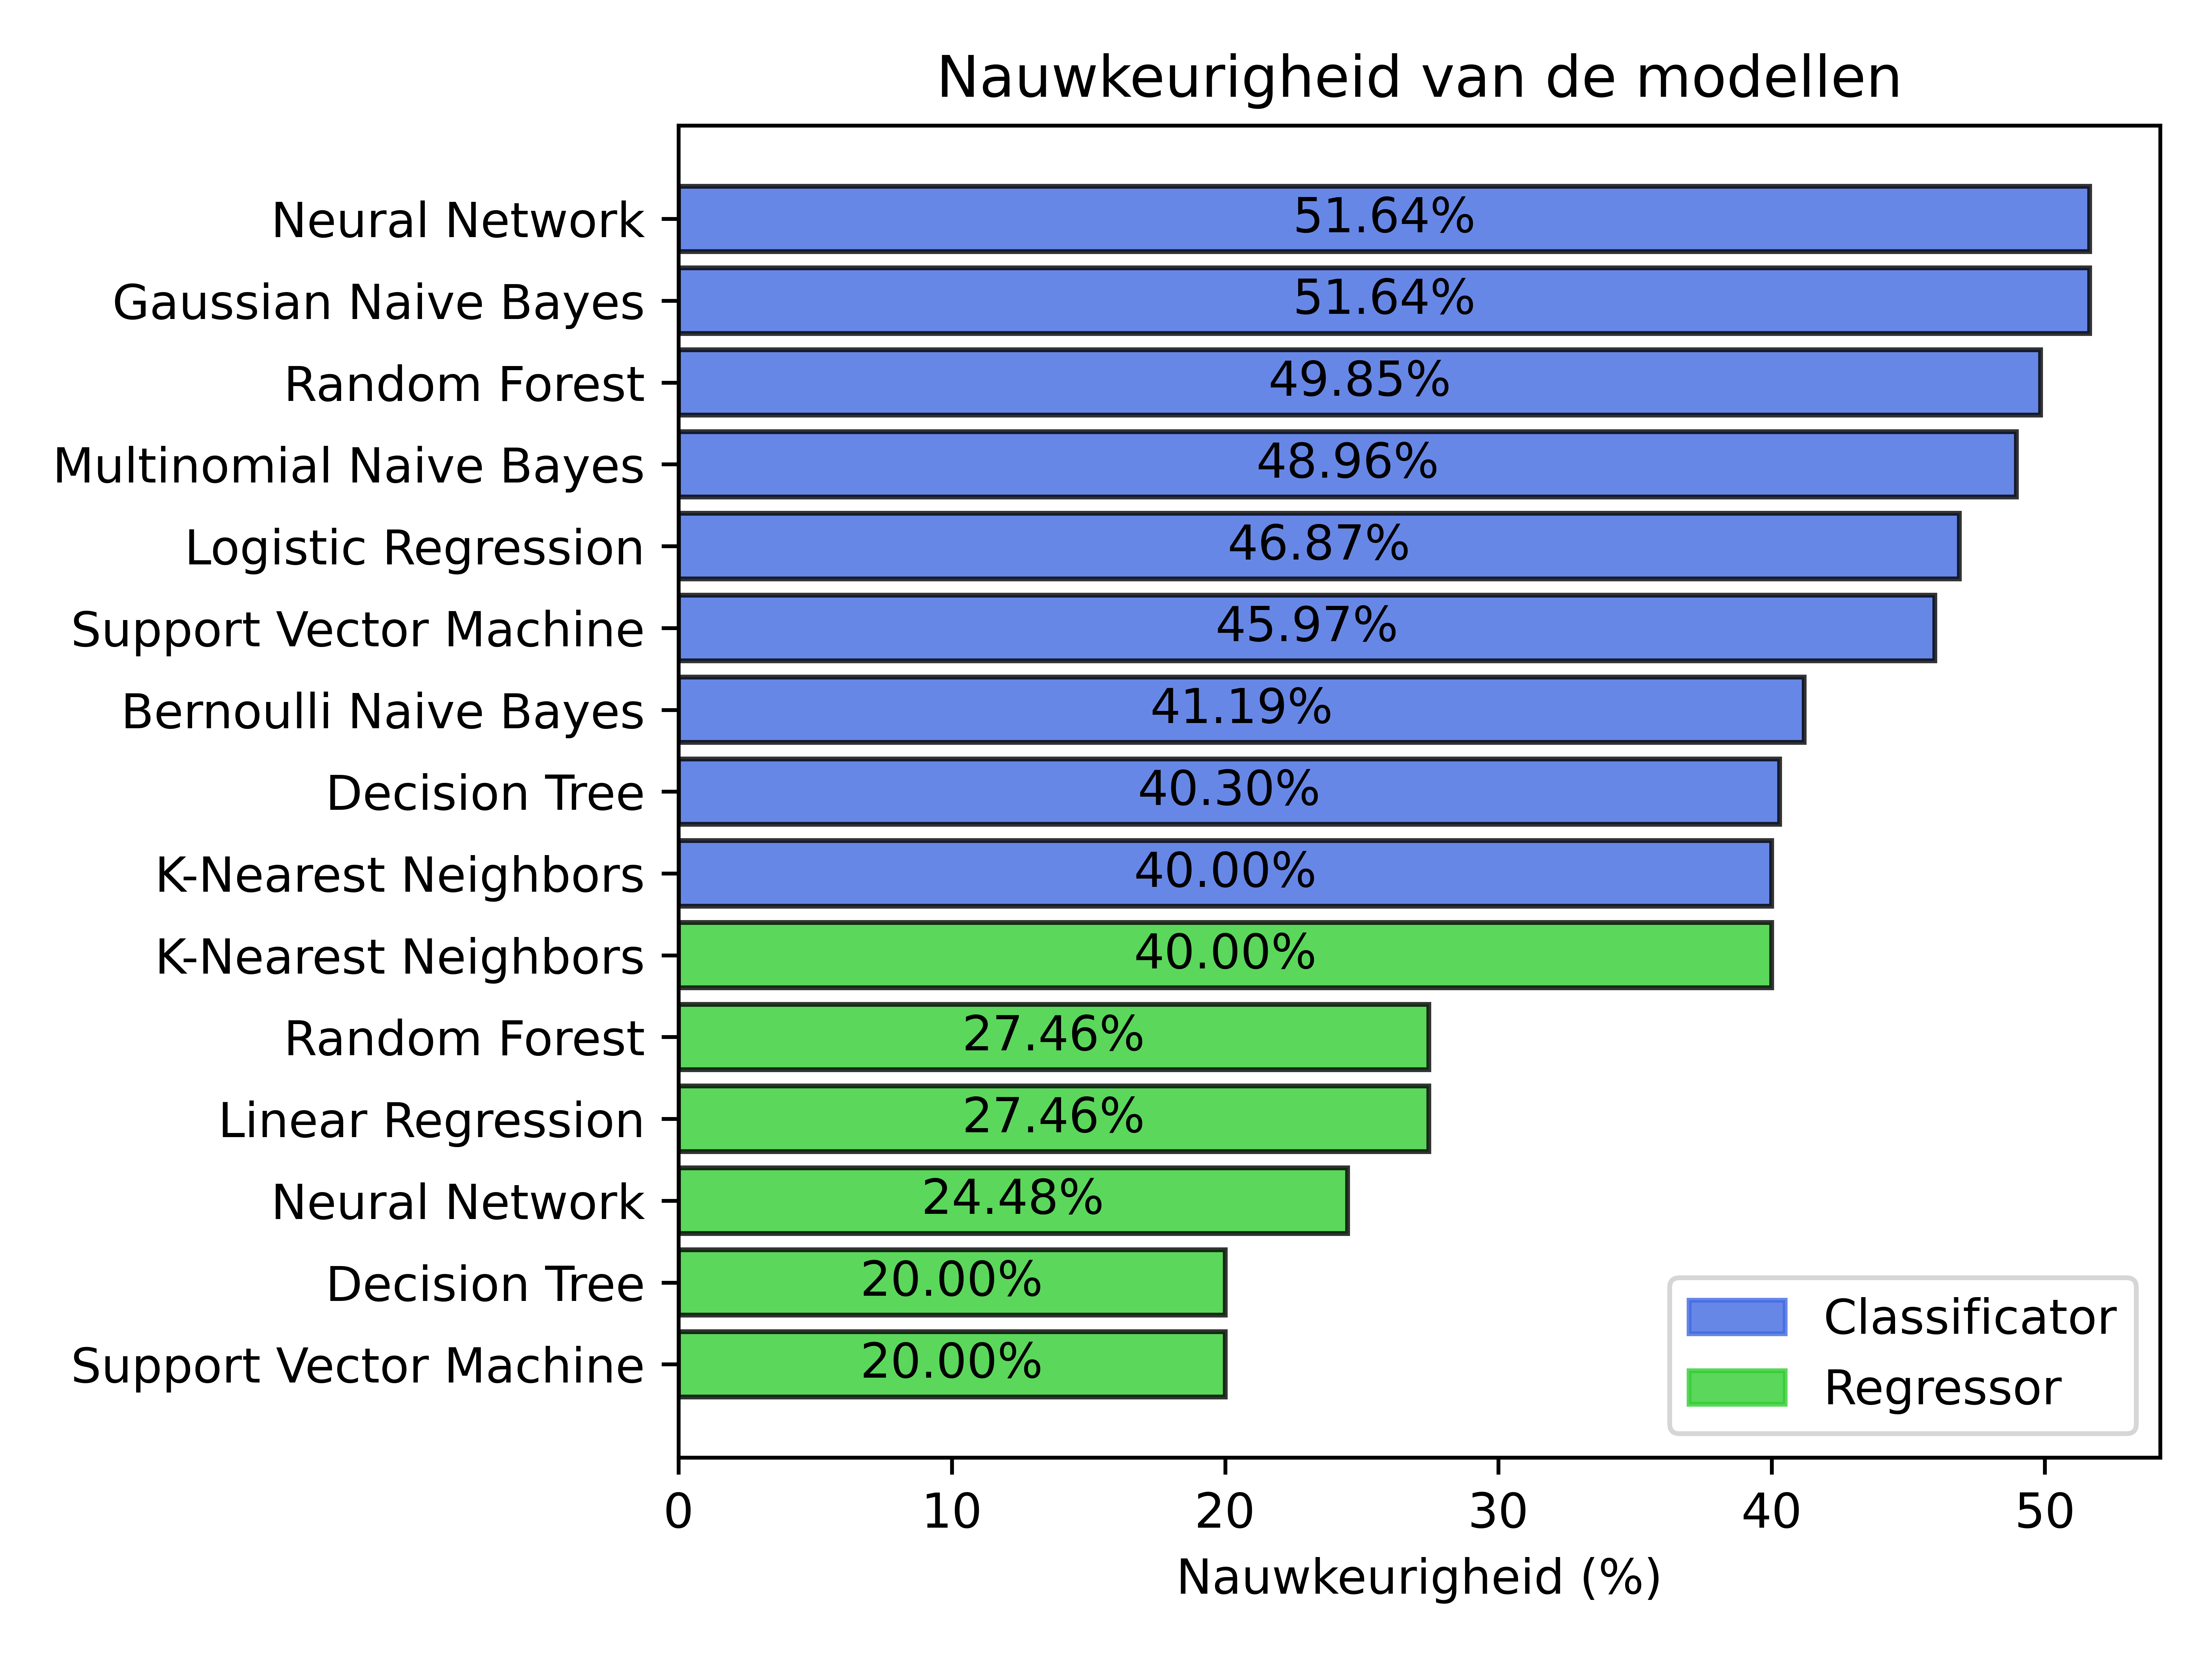 Nauwkeurigheid van de modellen
Neural Network 51.64%
Gaussian Naive Bayes 51.64%
Random Forest 49.85%
Multinomial Naive Bayes 48.96%
Logistic Regression 46.87%
Support Vector Machine 45.97%
Bernoulli Naive Bayes 41.19%
Decision Tree 40.30%
K-Nearest Neighbors 40.00%
K-Nearest Neighbors 40.00%
Random Forest 27.46%
Linear Regression 27.46%
Neural Network 24.48%
Decision Tree 20.00%
Support Vector Machine 20.00%
Classificator
Regressor
0 10 20 30 40 50
Nauwkeurigheid (%)